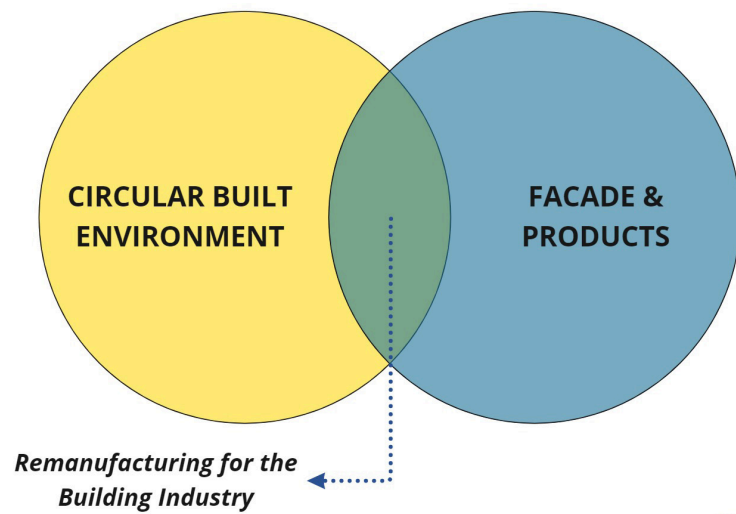 CIRCULAR BUILT
ENVIRONMENT
FACADE &
PRODUCTS
Remanufacturing for the
Building Industry